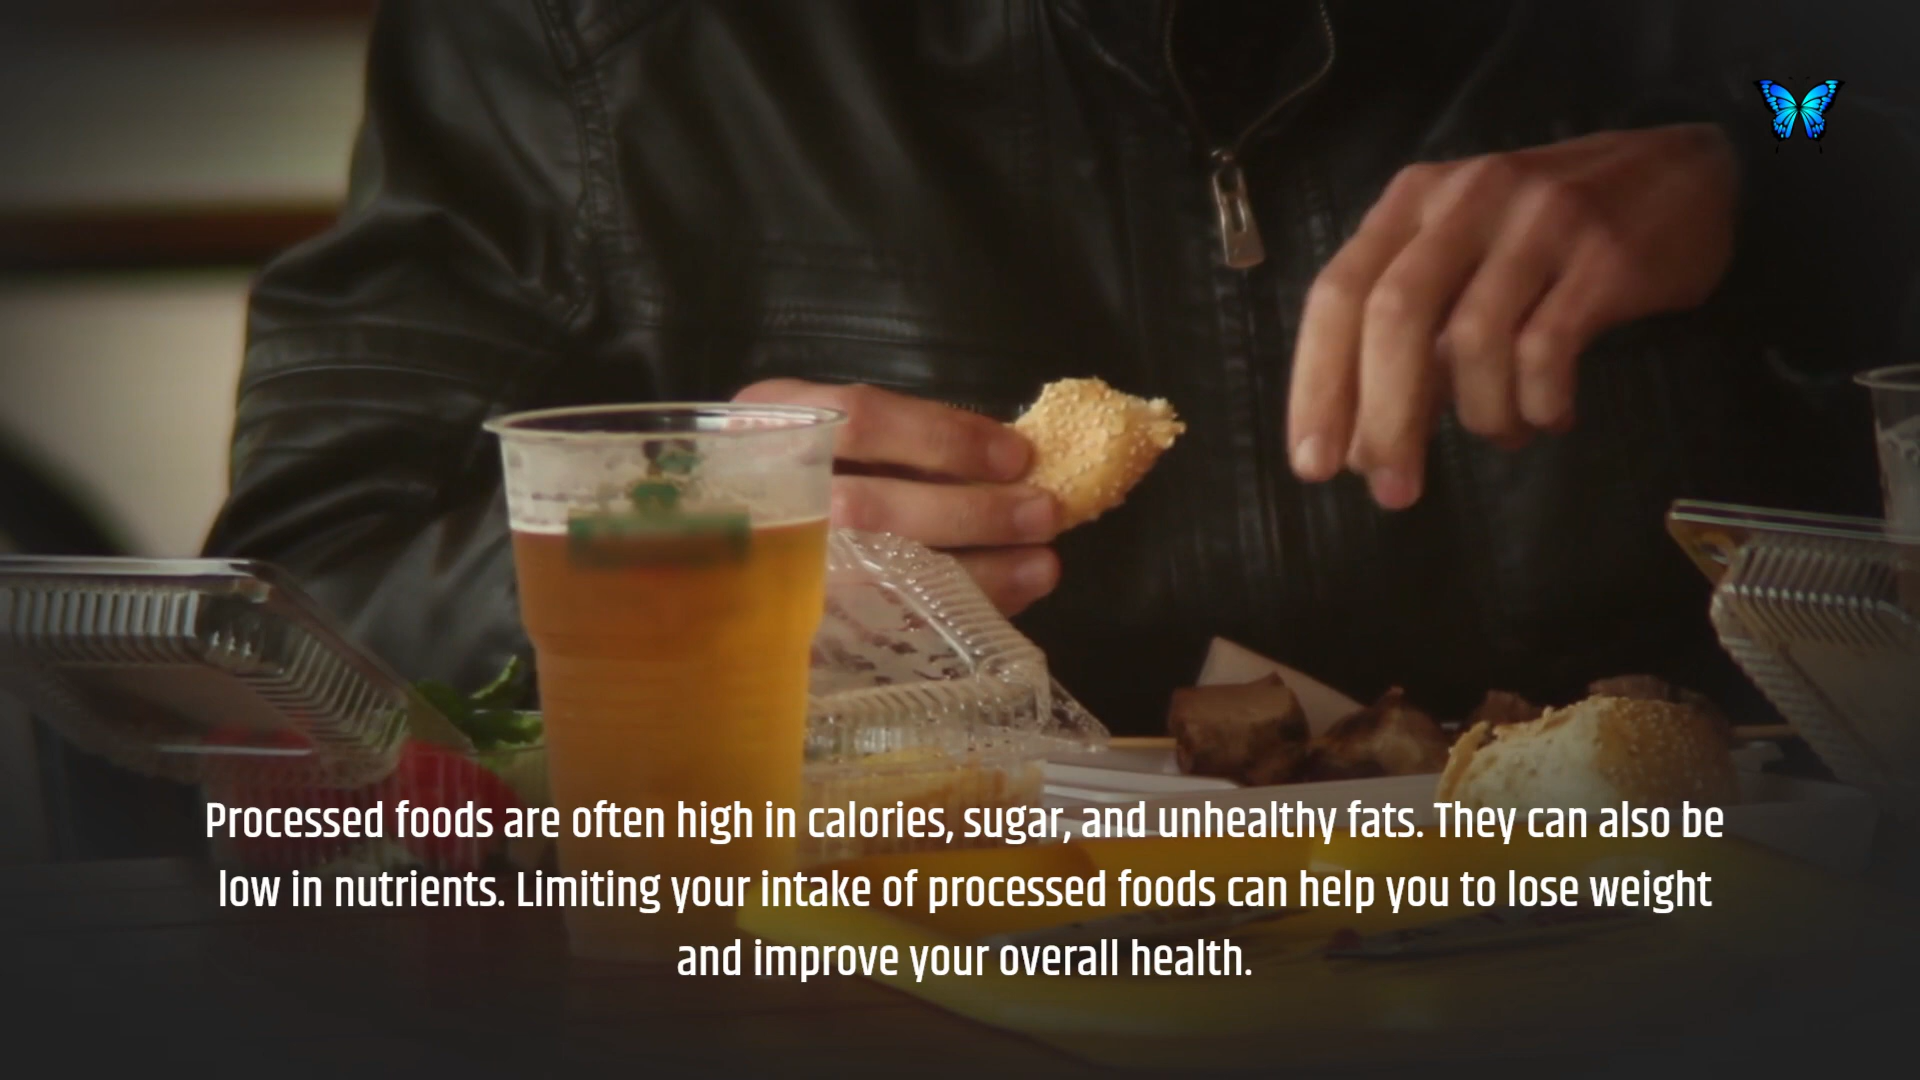 Processed foods are often high in calories, sugar, and unhealthy fats. They can also be
low in nutrients. Limiting your intake of processed foods can help you to lose weight
and improve your overall health.